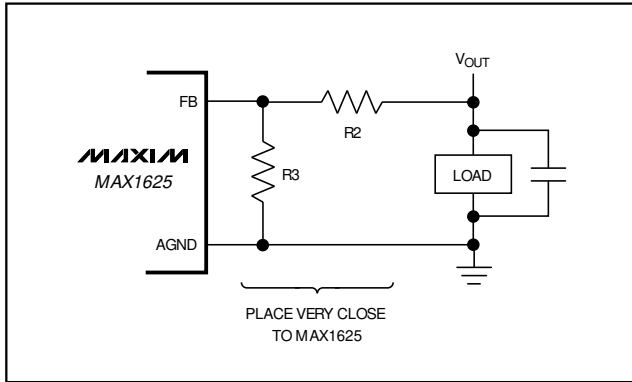 VOUT
FB
R2
MAXIM
MAX1625
R3
LOAD
AGND
PLACE VERY CLOSE
TO MAX1625